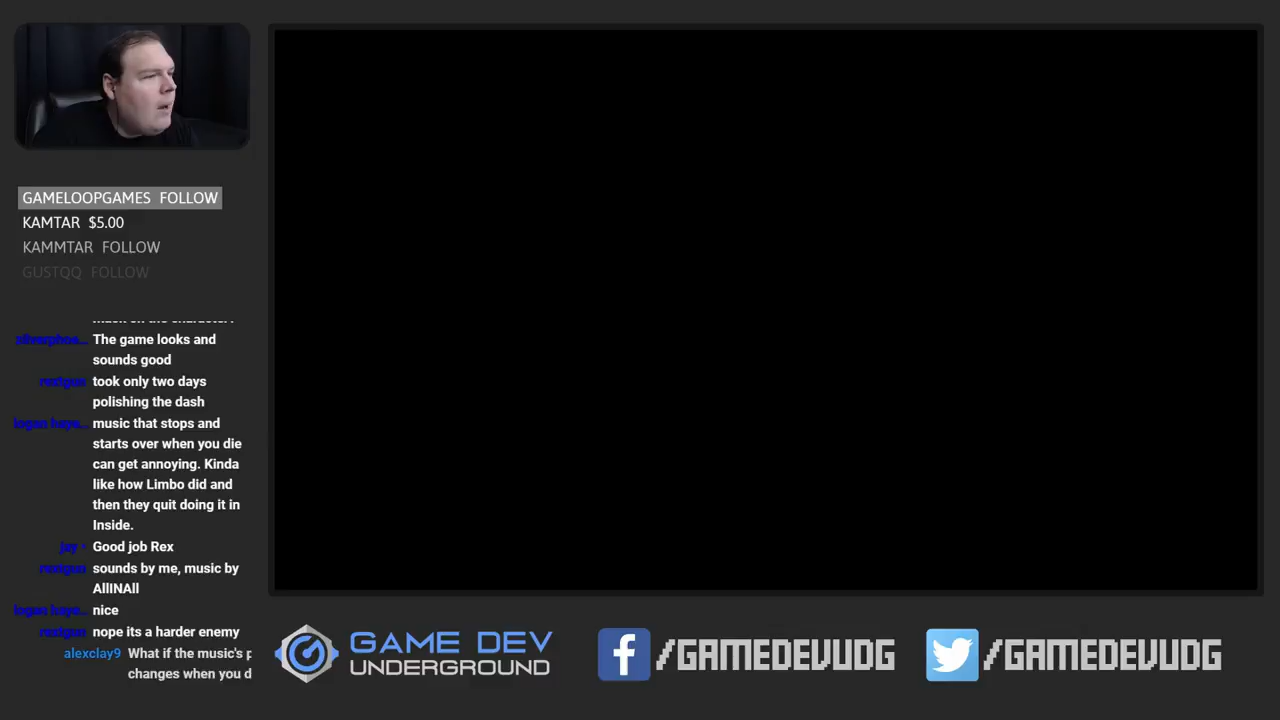 GAMELOOPGAMES FOLLOW
KAMTAR $5.00
KAMMTAR FOLLOW
GUSTQQ FOLLOW
The game looks and
sounds good
took only two days
polishing the dash
music that stops and
starts over when you die
can get annoying. Kinda
like how Limbo did and
then they quit doing it in
Inside.
Good job Rex
sounds by me, music by
AllINAll
nice
nope its a harder enemy
alexclay9 What if the music's p
changes when you d
GAME DEV
UNDERGROUND
/GAMEDEVUDG
/GAMEDEVUDG